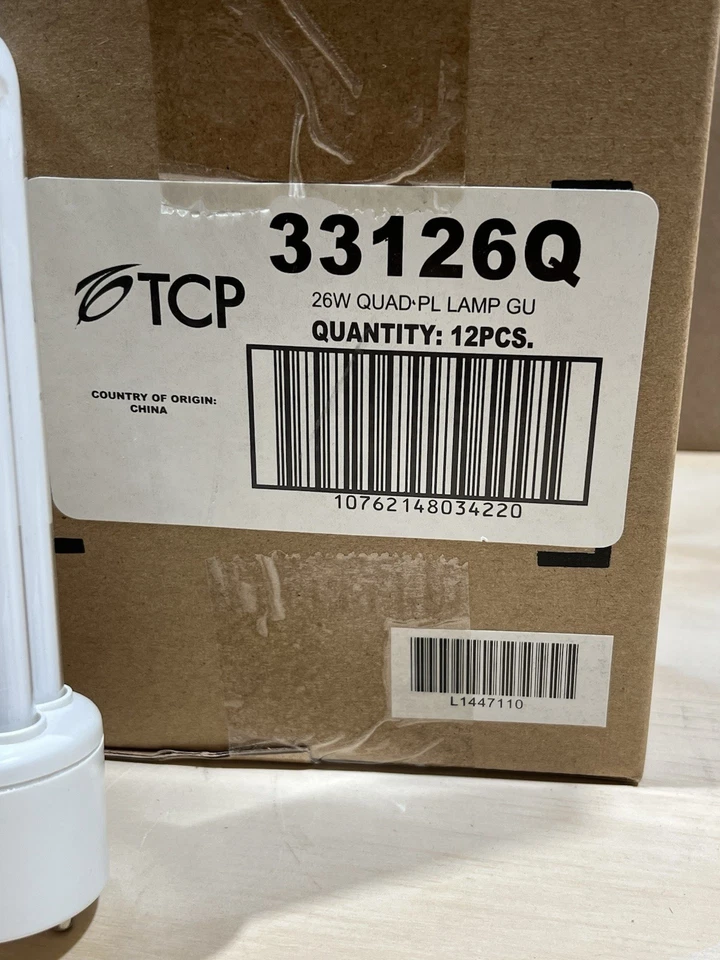 33126Q
TCP
26W QUAD PL LAMP GU
QUANTITY: 12PCS.
COUNTRY OF ORIGIN:
CHINA
10762148034220
L1447110